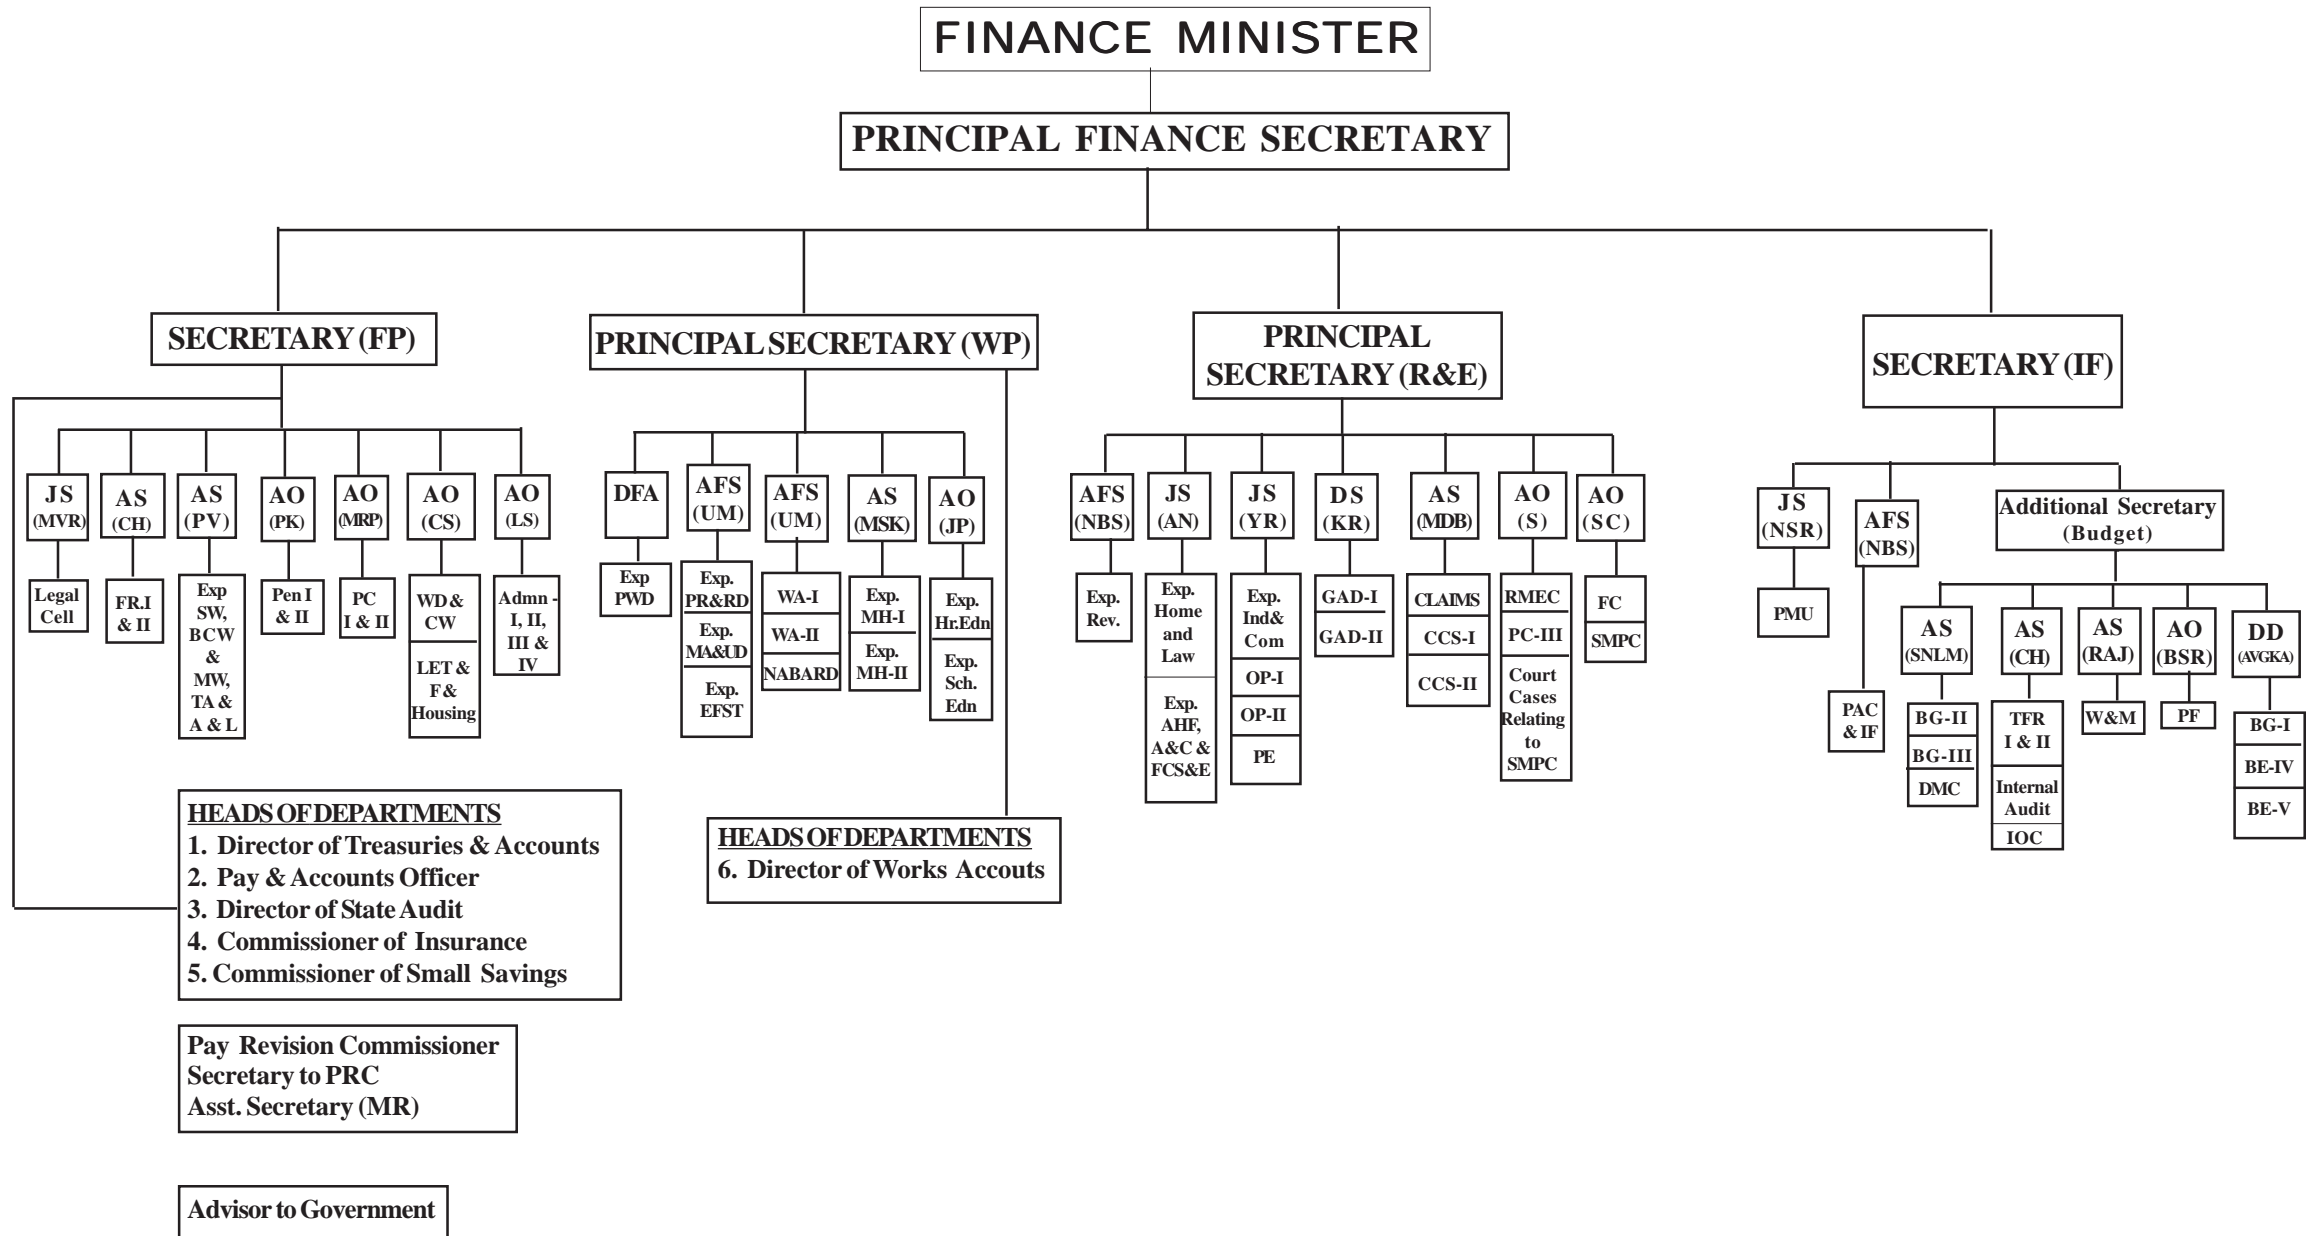 FINANCE MINISTER
PRINCIPAL FINANCE SECRETARY
SECRETARY (FP)
JS
(MVR)
Legal
Cell
AS
(CH)
FR.I
& II
AS
(PV)
Exp
SW,
BCW
&
MW,
TA &
A & L
AO
(PK)
Pen I
& II
AO
(MRP)
PC
I & II
AO
(CS)
WD &
CW
LET &
F &
Housing
AO
(LS)
Admn -
I, II,
III &
IV
HEADS OF DEPARTMENTS
1. Director of Treasuries & Accounts
2. Pay & Accounts Officer
3. Director of State Audit
4. Commissioner of Insurance
5. Commissioner of Small Savings
Pay Revision Commissioner
Secretary to PRC
Asst. Secretary (MR)
Advisor to Government
PRINCIPAL SECRETARY (WP)
DFA
Exp
PWD
AFS
(UM)
Exp.
PR&RD
Exp.
MA&UD
Exp.
EFST
AFS
(UM)
WA-I
WA-II
NABARD
AS
(MSK)
Exp.
MH-I
Exp.
MH-II
AO
(JP)
Exp.
Hr.Edn
Exp.
Sch.
Edn
HEADS OF DEPARTMENTS
6. Director of Works Accouts
PRINCIPAL
SECRETARY (R&E)
AFS
(NBS)
Exp.
Rev.
JS
(AN)
Exp.
Home
and
Law
Exp.
AHF,
A&C &
FCS&E
JS
(YR)
Exp.
Ind&
Com
OP-I
OP-II
PE
DS
(KR)
GAD-I
GAD-II
AS
(MDB)
CLAIMS
CCS-I
CCS-II
AO
(S)
RMEC
PC-III
Court
Cases
Relating
to
SMPC
AO
(SC)
FC
SMPC
SECRETARY (IF)
JS
(NSR)
PMU
AFS
(NBS)
PAC
& IF
Additional Secretary
(Budget)
AS
(SNLM)
BG-II
BG-III
DMC
AS
(CH)
TFR
I & II
Internal
Audit
IOC
AS
(RAJ)
W&M
AO
(BSR)
PF
DD
(AVGKA)
BG-I
BE-IV
BE-V